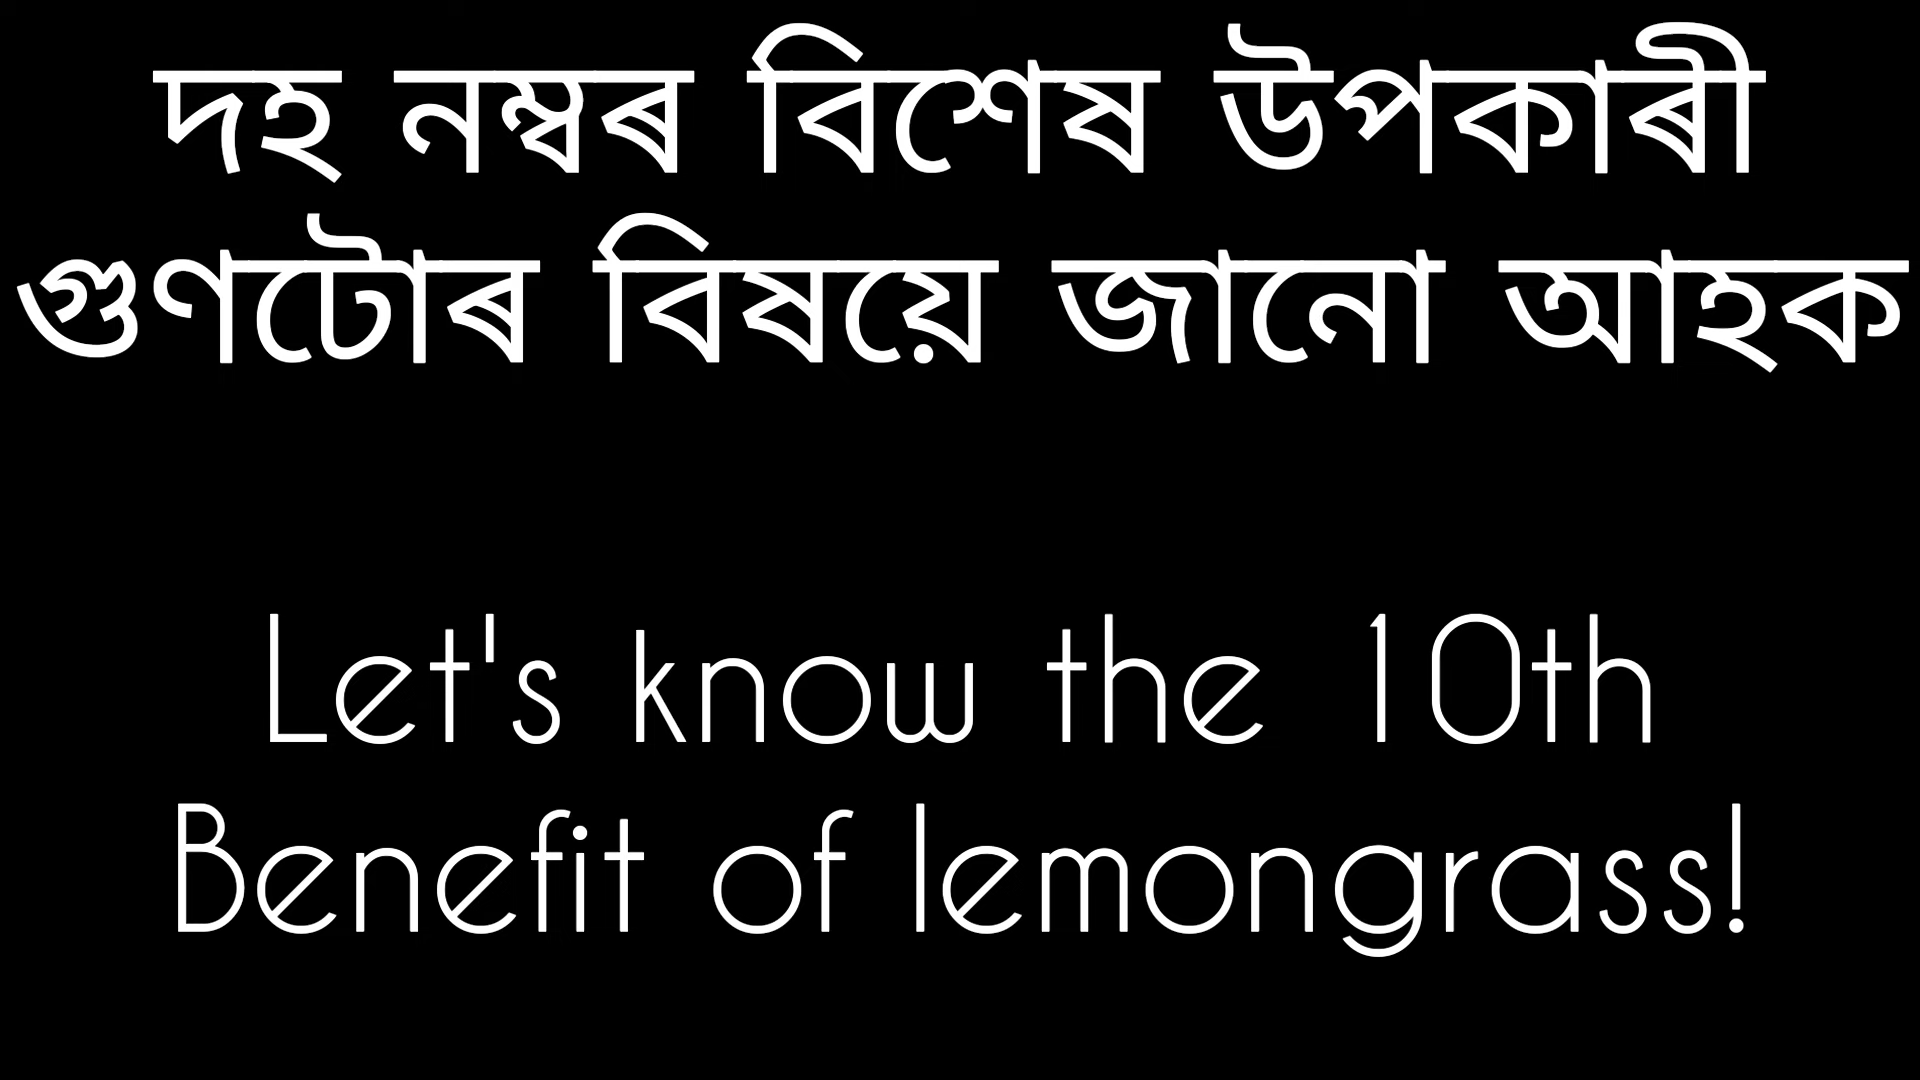 দহ নম্বৰ বিশেষ উপকাৰী
গুণটোৰ বিষয়ে জানো আহক
Let's know the 10th
Benefit of lemongrass!